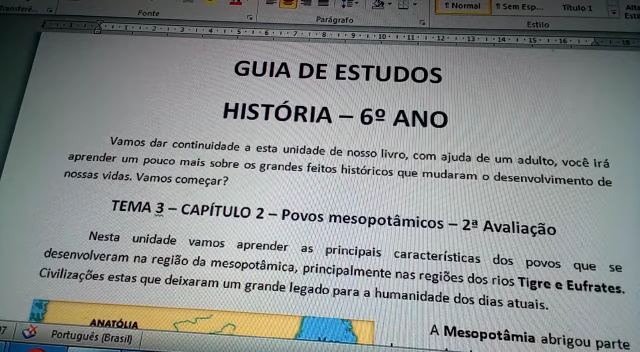 Fonte
Parágrafo
Estilo
¶ Normal
¶ Sem Esp...
Título 1
GUIA DE ESTUDOS
HISTÓRIA – 6º ANO
Vamos dar continuidade a esta unidade de nosso livro, com ajuda de um adulto, você irá
aprender um pouco mais sobre os grandes feitos históricos que mudaram o desenvolvimento de
nossas vidas. Vamos começar?
TEMA 3 – CAPÍTULO 2 – Povos mesopotâmicos – 2ª Avaliação
Nesta unidade vamos aprender as principais características dos povos que se
desenvolveram na região da mesopotâmica, principalmente nas regiões dos rios Tigre e Eufrates.
Civilizações estas que deixaram um grande legado para a humanidade dos dias atuais.
ANATÓLIA
A Mesopotâmia abrigou parte
Português (Brasil)